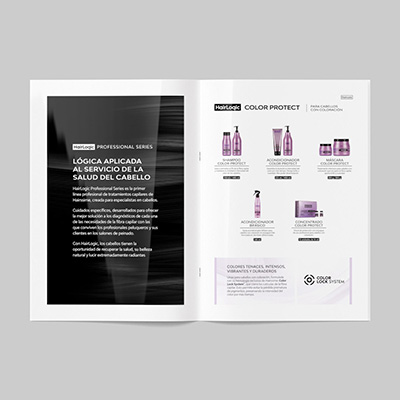 HairLogic PROFESSIONAL SERIES
LÓGICA APLICADA
AL SERVICIO DE LA
SALUD DEL CABELLO
HairLogic Professional Series es la primer
línea profesional de tratamientos capilares de
Hairssime, creada para especialistas en cabellos.
Cuidados específicos, desarrollados para ofrecer
la mejor solución a los diagnósticos de cada una
de las necesidades de la fibra capilar con los
que conviven los profesionales peluqueros y sus
clientes en los salones de peinado.
Con HairLogic, los cabellos tienen la
oportunidad de recuperar la salud, su belleza
natural y lucir extremadamente radiantes
HairLogic COLOR PROTECT
PARA CABELLOS
CON COLORACIÓN
SHAMPOO
COLOR PROTECT
ACONDICIONADOR
COLOR PROTECT
MÁSCARA
COLOR PROTECT
ACONDICIONADOR
BIFÁSICO
CONCENTRADO
COLOR PROTECT
COLORES TENACES, INTENSOS,
VIBRANTES Y DURADEROS
COLOR
LOCK SYSTEM